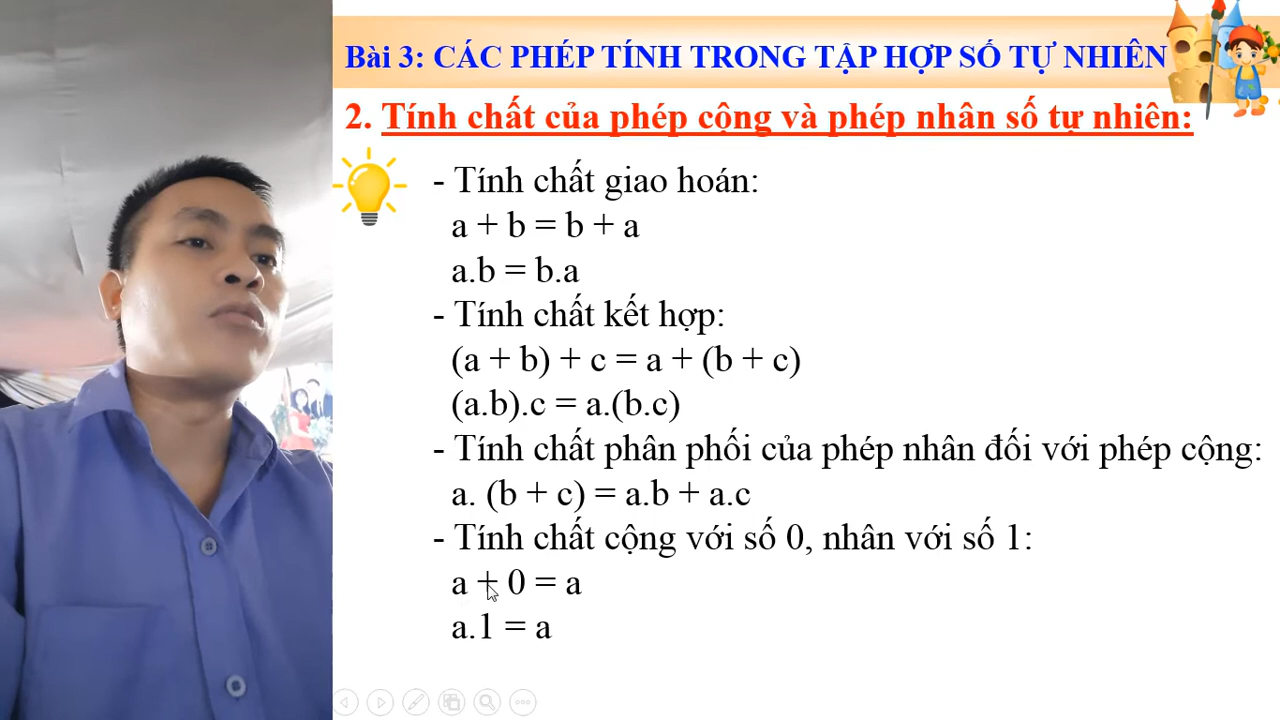 Bài 3: CÁC PHÉP TÍNH TRONG TẬP HỢP SỐ TỰ NHIÊN
2. Tính chất của phép cộng và phép nhân số tự nhiên:
- Tính chất giao hoán:
a + b = b + a
a.b = b.a
- Tính chất kết hợp:
(a + b) + c = a + (b + c)
(a.b).c = a.(b.c)
- Tính chất phân phối của phép nhân đối với phép cộng:
a. (b + c) = a.b + a.c
- Tính chất cộng với số 0, nhân với số 1:
a + 0 = a
a.1 = a